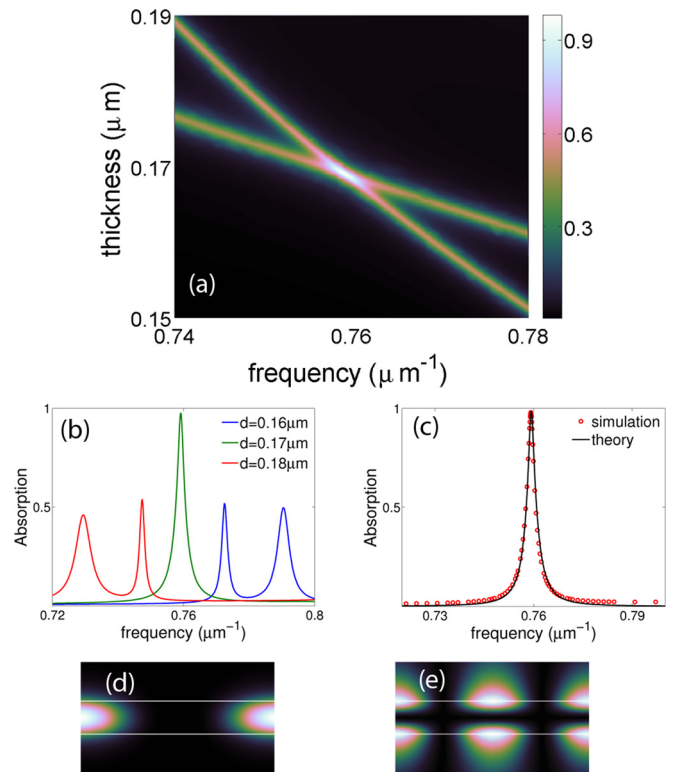 0.19
0.17
0.15
thickness (μ m)
(a)
0.74
0.76
0.78
frequency (μ m⁻¹)
0.9
0.6
0.3
(b)
1
0.5
Absorption
d=0.16μm
d=0.17μm
d=0.18μm
0.72
0.76
0.8
frequency (μm⁻¹)
(c)
1
0.5
Absorption
simulation
theory
0.73
0.76
0.79
frequency (μm⁻¹)
(d)
(e)